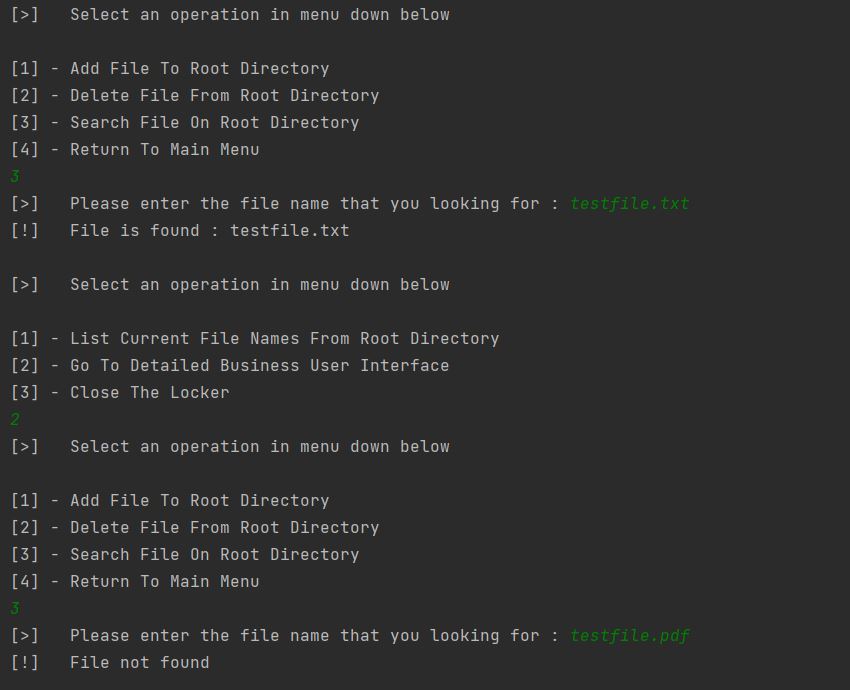 [>]   Select an operation in menu down below
[1] - Add File To Root Directory
[2] - Delete File From Root Directory
[3] - Search File On Root Directory
[4] - Return To Main Menu
3
[>]   Please enter the file name that you looking for : testfile.txt
[!]   File is found : testfile.txt
[>]   Select an operation in menu down below
[1] - List Current File Names From Root Directory
[2] - Go To Detailed Business User Interface
[3] - Close The Locker
2
[>]   Select an operation in menu down below
[1] - Add File To Root Directory
[2] - Delete File From Root Directory
[3] - Search File On Root Directory
[4] - Return To Main Menu
3
[>]   Please enter the file name that you looking for : testfile.pdf
[!]   File not found